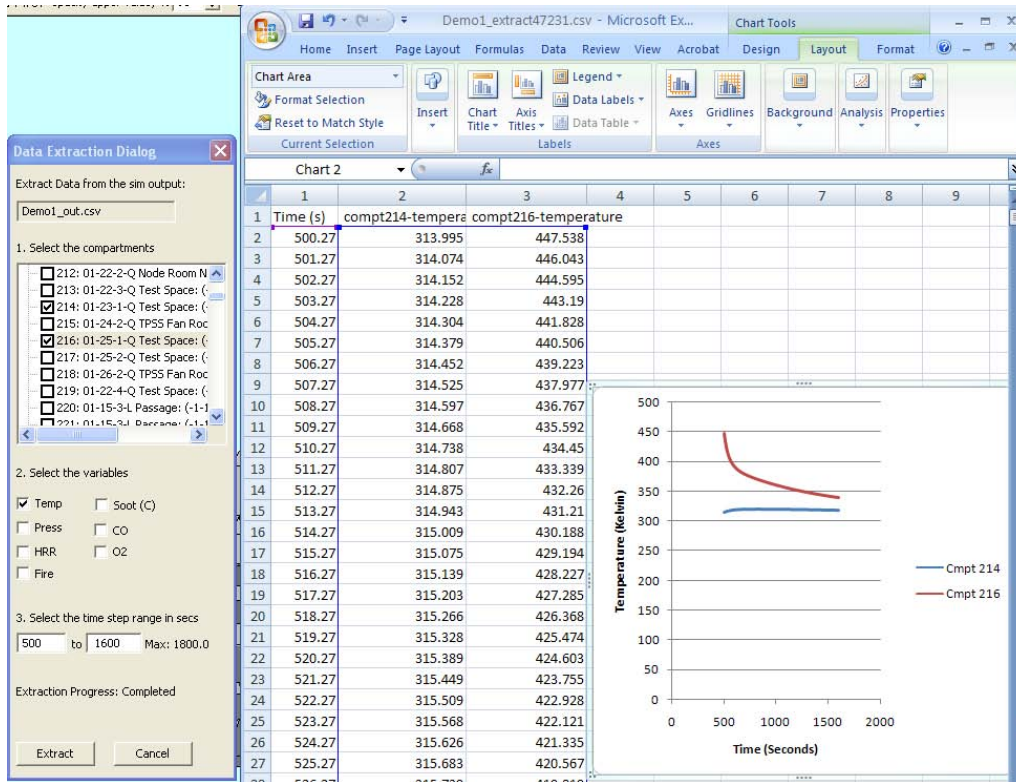 Data Extraction Dialog
Extract Data from the sim output:
Demo1_out.csv
1. Select the compartments
212: 01-22-2-Q Node Room N
213: 01-22-3-Q Test Space: (-
214: 01-23-1-Q Test Space: (-
215: 01-24-2-Q TPSS Fan Roc
216: 01-25-1-Q Test Space: (-
217: 01-25-2-Q Test Space: (-
218: 01-26-2-Q TPSS Fan Roc
219: 01-22-4-Q Test Space: (-
220: 01-15-3-L Passage: (-1-1
2. Select the variables
Temp Soot (C)
Press CO
HRR O2
Fire
3. Select the time step range in secs
500 to 1600 Max: 1800.0
Extraction Progress: Completed
Extract Cancel
Demo1_extract47231.csv - Microsoft Ex... Chart Tools
Home Insert Page Layout Formulas Data Review View Acrobat Design Layout Format
Chart Area
Format Selection
Reset to Match Style
Current Selection
Insert
Chart Title
Axis Titles
Legend
Data Labels
Data Table
Labels
Axes
Gridlines
Axes
Background
Analysis
Properties
Chart 2 fx
1 2 3 4 5 6 7 8 9
1 Time (s) compt214-tempera compt216-temperature
2 500.27 313.995 447.538
3 501.27 314.074 446.043
4 502.27 314.152 444.595
5 503.27 314.228 443.19
6 504.27 314.304 441.828
7 505.27 314.379 440.506
8 506.27 314.452 439.223
9 507.27 314.525 437.977
10 508.27 314.597 436.767
11 509.27 314.668 435.592
12 510.27 314.738 434.45
13 511.27 314.807 433.339
14 512.27 314.875 432.26
15 513.27 314.943 431.21
16 514.27 315.009 430.188
17 515.27 315.075 429.194
18 516.27 315.139 428.227
19 517.27 315.203 427.285
20 518.27 315.266 426.368
21 519.27 315.328 425.474
22 520.27 315.389 424.603
23 521.27 315.449 423.755
24 522.27 315.509 422.928
25 523.27 315.568 422.121
26 524.27 315.626 421.335
27 525.27 315.683 420.567
500
450
400
350
300
250
200
150
100
50
0
0 500 1000 1500 2000
Temperature (Kelvin)
Time (Seconds)
Cmpt 214
Cmpt 216